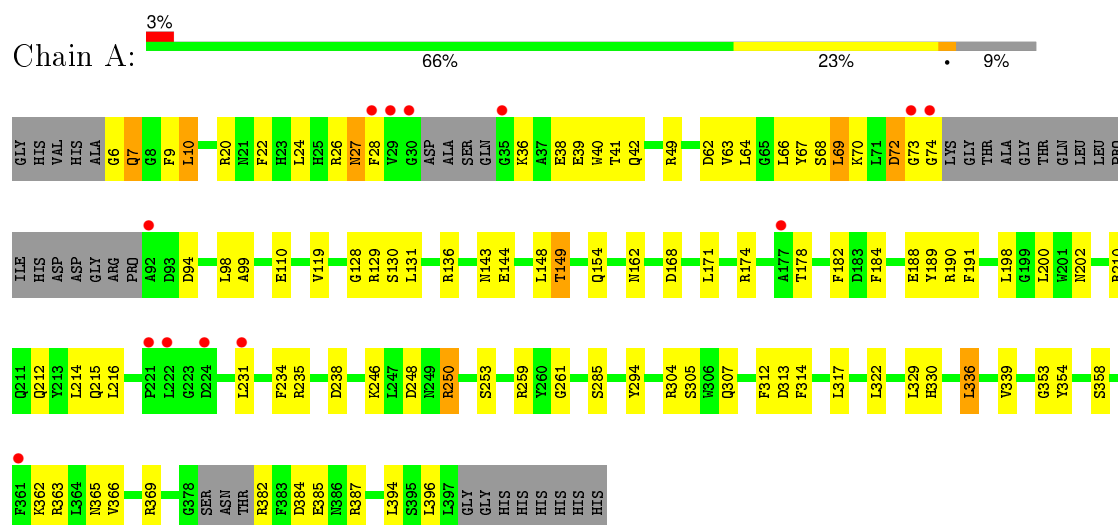 3%
Chain A:
66% 23% • 9%
GLY HIS VAL HIS ALA G6 Q7 G8 F9 L10 R20 N21 F22 H23 L24 H25 R26 N27 F28 V29 G30 ASP ALA SER GLN G35 K36 A37 E38 E39 W40 T41 Q42 R49 D62 V63 L64 G65 L66 Y67 S68 L69 K70 L71 D72 G73 G74 LYS GLY THR ALA GLY THR GLN LEU LEU
ILE HIS ASP ASP GLY ARG PRO A92 D93 D94 L98 A99 E110 V119 G128 R129 S130 L131 R136 N143 E144 L148 T149 Q154 N162 D168 L171 R174 A177 T178 F182 D183 F184 E188 Y189 R190 F191 L198 G199 L200 W201 N202
Q211 Q212 Y213 L214 Q215 L216 P221 L222 G223 D224 L231 F234 R235 D238 K246 L247 D248 N249 R250 S253 R259 Y260 G261 S285 Y294 R304 S305 W306 Q307 F312 D313 F314 L317 L322 L329 H330 L336 V339 G353 Y354 S358
F361 K362 R363 L364 N365 V366 R369 G378 SER ASN THR R382 F383 D384 E385 N386 R387 L394 S395 L396 L397 GLY GLY HIS HIS HIS HIS HIS HIS